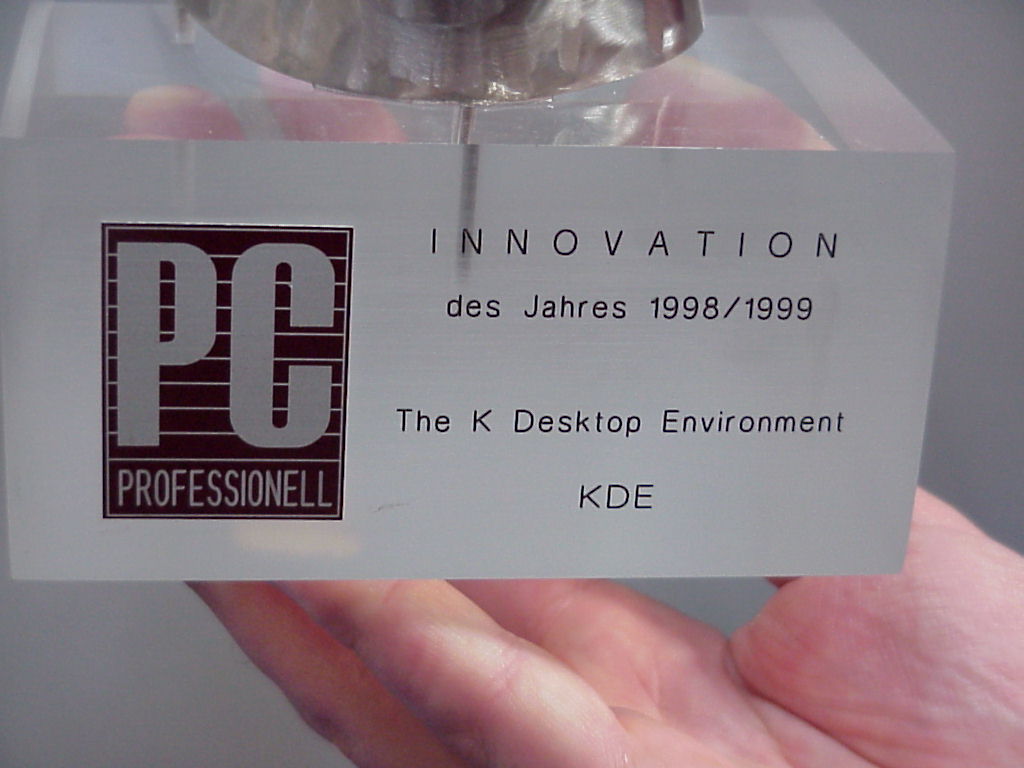 PC
PROFESSIONELL
INNOVATION
des Jahres 1998/1999
The K Desktop Environment
KDE